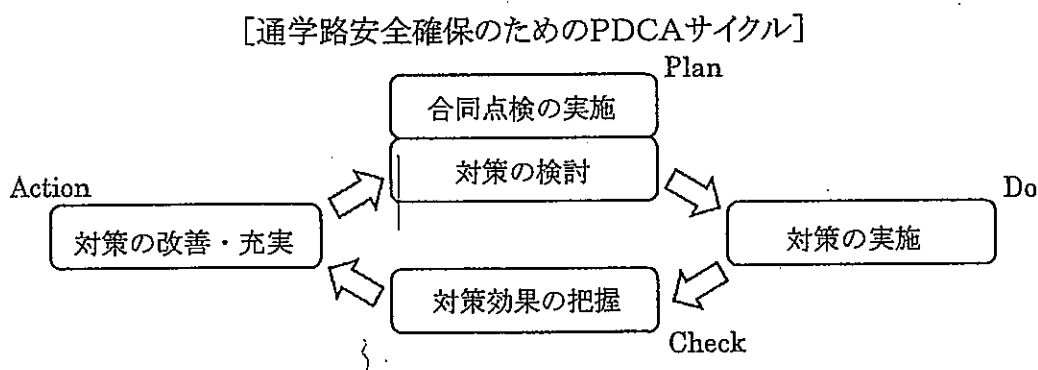 [通学路安全確保のためのPDCAサイクル]
Plan
合同点検の実施
対策の検討
Action
Do
対策の改善・充実
対策の実施
対策効果の把握
Check